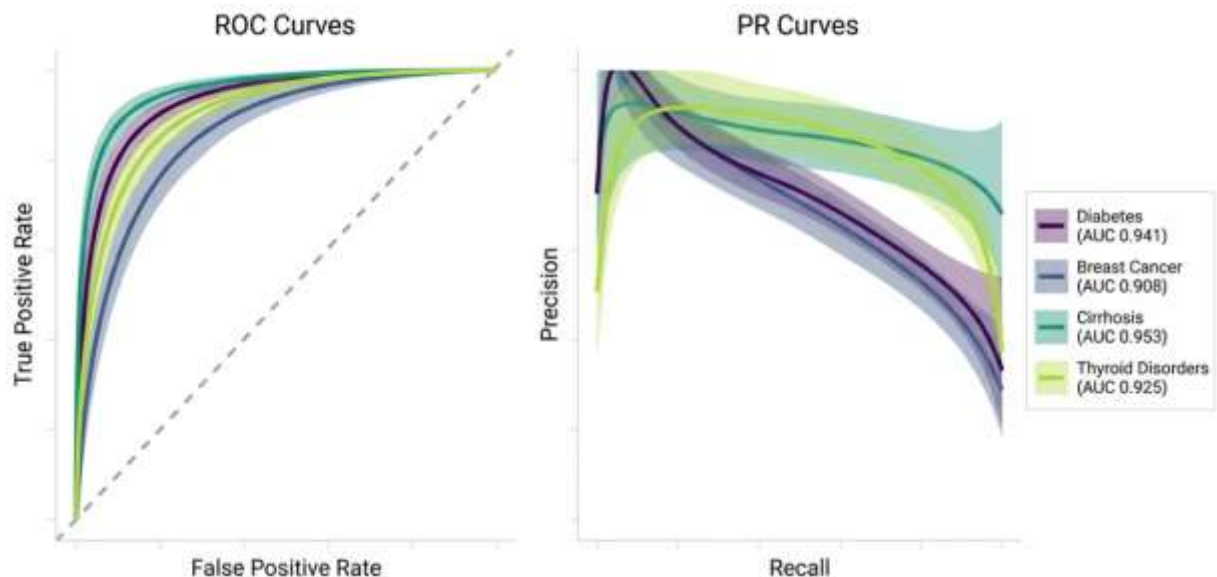 ROC Curves
PR Curves
True Positive Rate
False Positive Rate
Precision
Recall
Diabetes
(AUC 0.941)
Breast Cancer
(AUC 0.908)
Cirrhosis
(AUC 0.953)
Thyroid Disorders
(AUC 0.925)